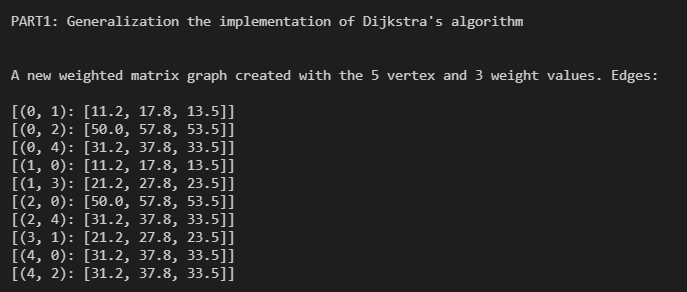 PART1: Generalization the implementation of Dijkstra's algorithm
A new weighted matrix graph created with the 5 vertex and 3 weight values. Edges:
[(0, 1): [11.2, 17.8, 13.5]]
[(0, 2): [50.0, 57.8, 53.5]]
[(0, 4): [31.2, 37.8, 33.5]]
[(1, 0): [11.2, 17.8, 13.5]]
[(1, 3): [21.2, 27.8, 23.5]]
[(2, 0): [50.0, 57.8, 53.5]]
[(2, 4): [31.2, 37.8, 33.5]]
[(3, 1): [21.2, 27.8, 23.5]]
[(4, 0): [31.2, 37.8, 33.5]]
[(4, 2): [31.2, 37.8, 33.5]]